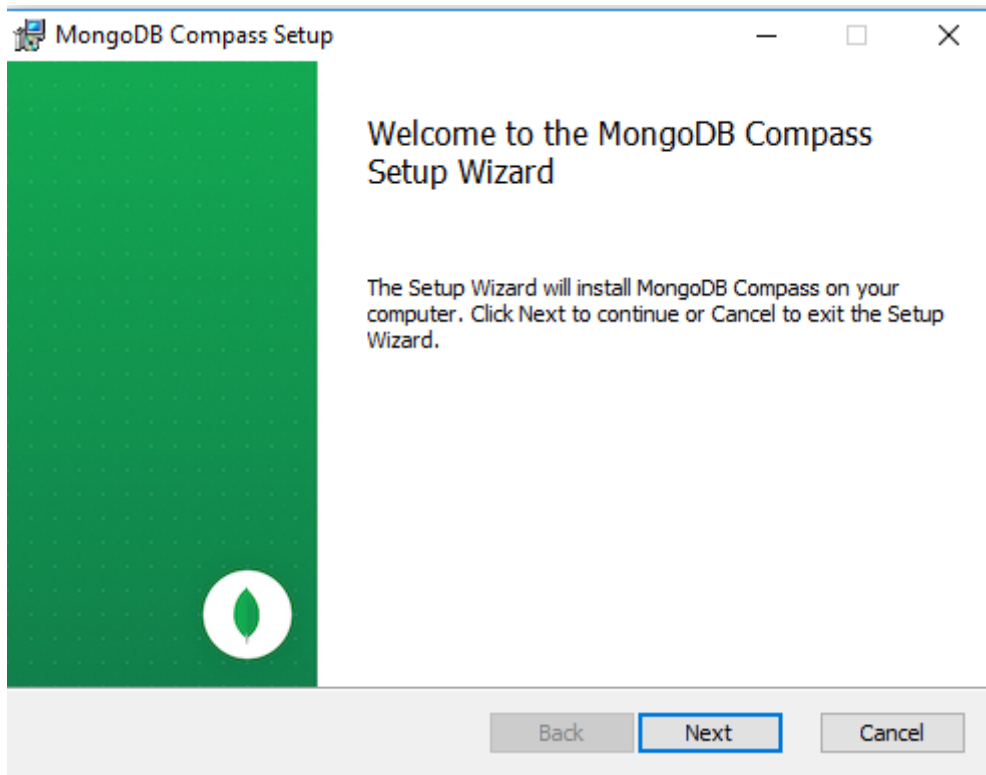 MongoDB Compass Setup
Welcome to the MongoDB Compass
Setup Wizard
The Setup Wizard will install MongoDB Compass on your
computer. Click Next to continue or Cancel to exit the Setup
Wizard.
Back Next Cancel